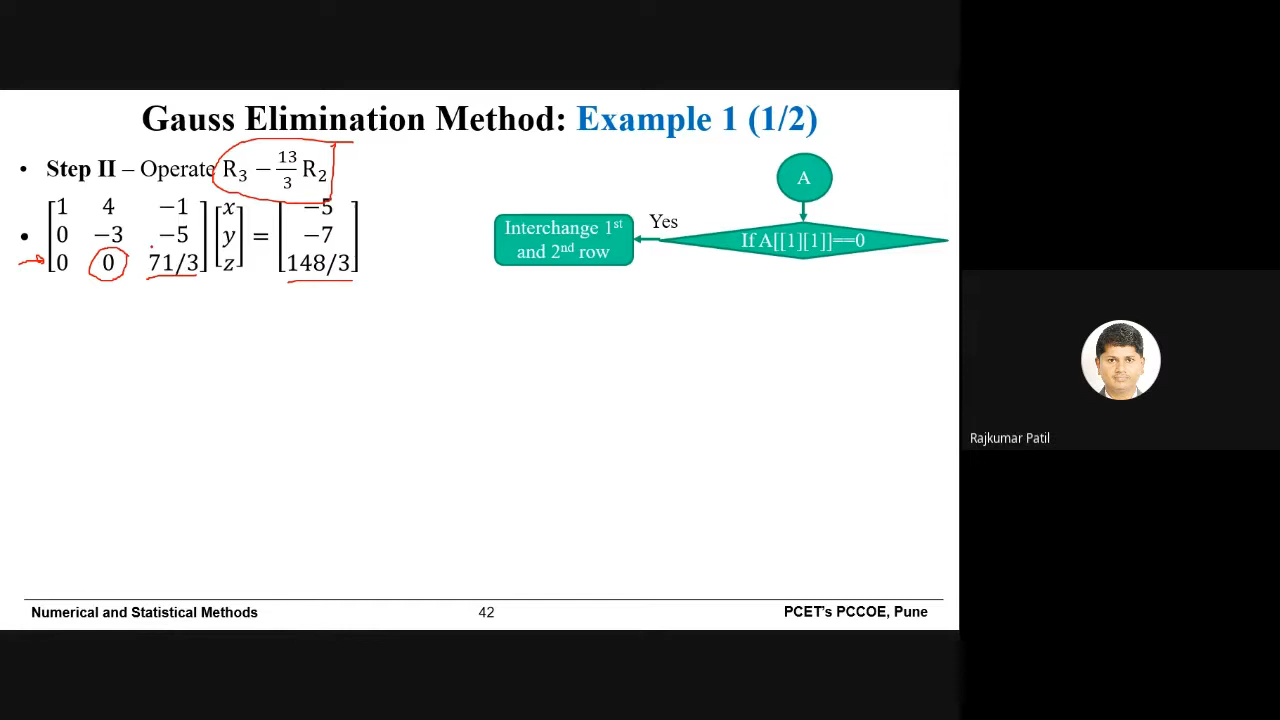 Gauss Elimination Method: Example 1 (1/2)
• Step II – Operate R₃ − 13/3 R₂
• [1 4 −1; 0 −3 −5; 0 0 71/3] [x; y; z] = [−5; −7; 148/3]
A
If A[[1][1]]==0
Yes
Interchange 1st
and 2nd row
Rajkumar Patil
Numerical and Statistical Methods
42
PCET's PCCOE, Pune